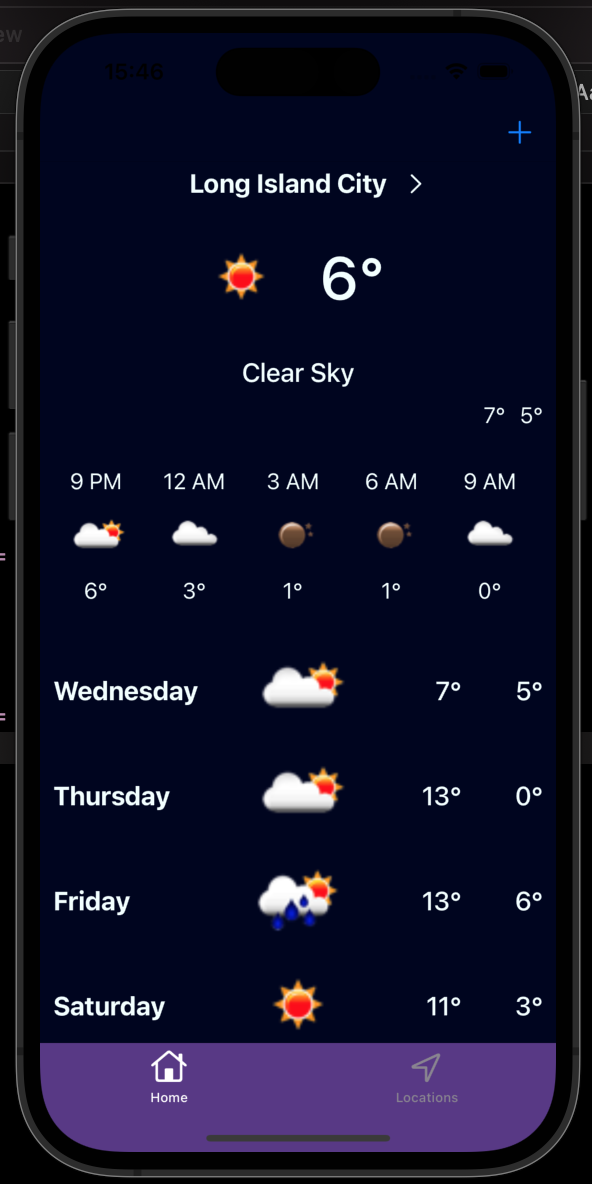 ew
15:46
Aa
Long Island City
6°
Clear Sky
7° 5°
9 PM 12 AM 3 AM 6 AM 9 AM
6° 3° 1° 1° 0°
Wednesday 7° 5°
Thursday 13° 0°
Friday 13° 6°
Saturday 11° 3°
Home Locations